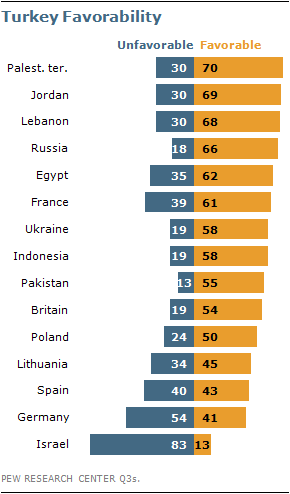 Turkey Favorability
Unfavorable Favorable
Palest. ter. 30 70
Jordan 30 69
Lebanon 30 68
Russia 18 66
Egypt 35 62
France 39 61
Ukraine 19 58
Indonesia 19 58
Pakistan 13 55
Britain 19 54
Poland 24 50
Lithuania 34 45
Spain 40 43
Germany 54 41
Israel 83 13
PEW RESEARCH CENTER Q3s.